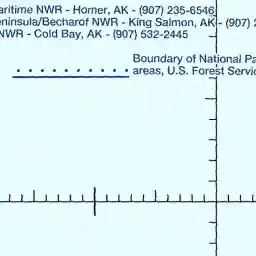 aritime NWR - Homer, AK - (907) 235-6546
eninsula/Becharof NWR - King Salmon, AK - (907) 2
NWR - Cold Bay, AK - (907) 532-2445
Boundary of National Pa
areas, U.S. Forest Servic